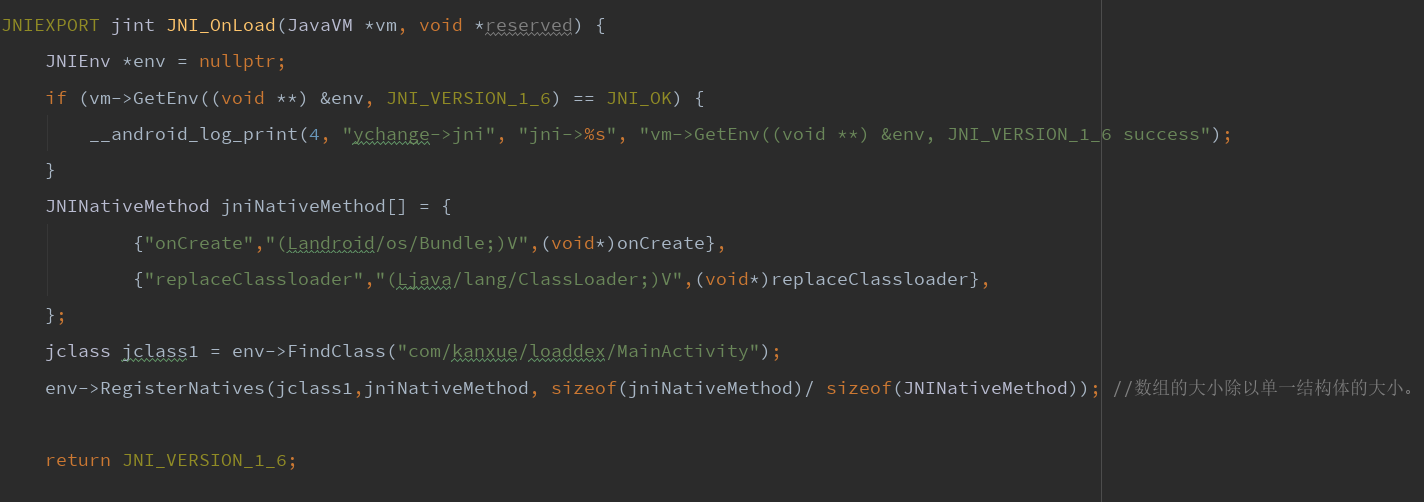 JNIEXPORT jint JNI_OnLoad(JavaVM *vm, void *reserved) {
    JNIEnv *env = nullptr;
    if (vm->GetEnv((void **) &env, JNI_VERSION_1_6) == JNI_OK) {
        __android_log_print(4, "ychange->jni", "jni->%s", "vm->GetEnv((void **) &env, JNI_VERSION_1_6 success");
    }
    JNINativeMethod jniNativeMethod[] = {
            {"onCreate","(Landroid/os/Bundle;)V",(void*)onCreate},
            {"replaceClassloader","(Ljava/lang/ClassLoader;)V",(void*)replaceClassloader},
    };
    jclass jclass1 = env->FindClass("com/kanxue/loaddex/MainActivity");
    env->RegisterNatives(jclass1,jniNativeMethod, sizeof(jniNativeMethod)/ sizeof(JNINativeMethod)); //数组的大小除以单一结构体的大小。
    return JNI_VERSION_1_6;